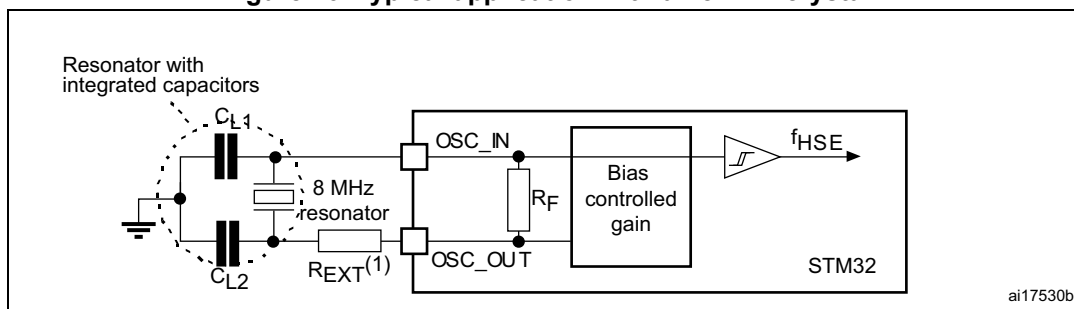 Resonator with
integrated capacitors
CL1
OSC_IN
fHSE
8 MHz
resonator
RF
Bias
controlled
gain
REXT(1)
OSC_OUT
CL2
STM32
ai17530b